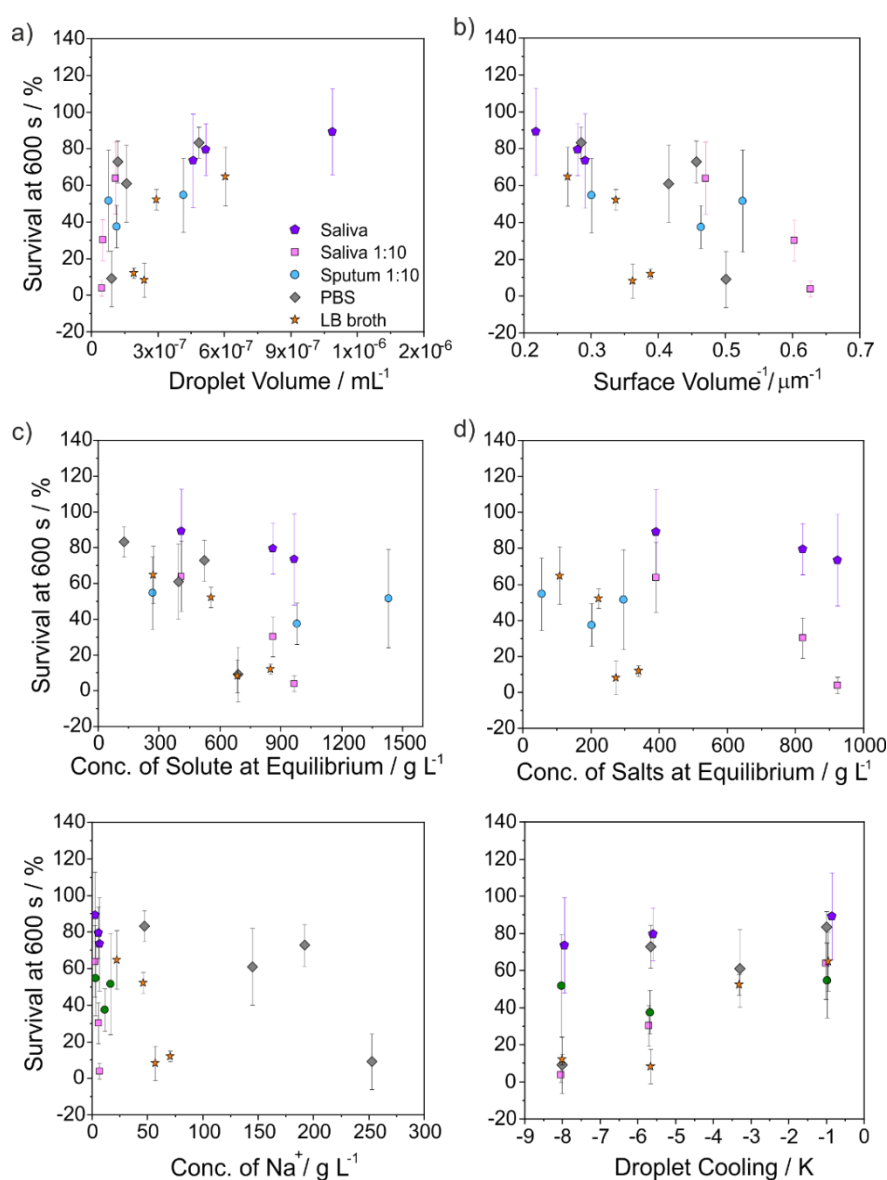 a)
b)
Survival at 600 s / %
140
120
100
80
60
40
20
0
-20
Saliva
Saliva 1:10
Sputum 1:10
PBS
LB broth
0
3x10⁻⁷
6x10⁻⁷
9x10⁻⁷
1x10⁻⁶
2x10⁻⁶
Droplet Volume / mL⁻¹
140
120
100
80
60
40
20
0
-20
0.2 0.3 0.4 0.5 0.6 0.7
Surface Volume⁻¹/μm⁻¹
c)
d)
Survival at 600 s / %
140
120
100
80
60
40
20
0
-20
0 300 600 900 1200 1500
Conc. of Solute at Equilibrium / g L⁻¹
140
120
100
80
60
40
20
0
-20
0 200 400 600 800 1000
Conc. of Salts at Equilibrium / g L⁻¹
Survival at 600 s / %
140
120
100
80
60
40
20
0
-20
0 50 100 150 200 250 300
Conc. of Na⁺/ g L⁻¹
140
120
100
80
60
40
20
0
-20
-9 -8 -7 -6 -5 -4 -3 -2 -1 0
Droplet Cooling / K